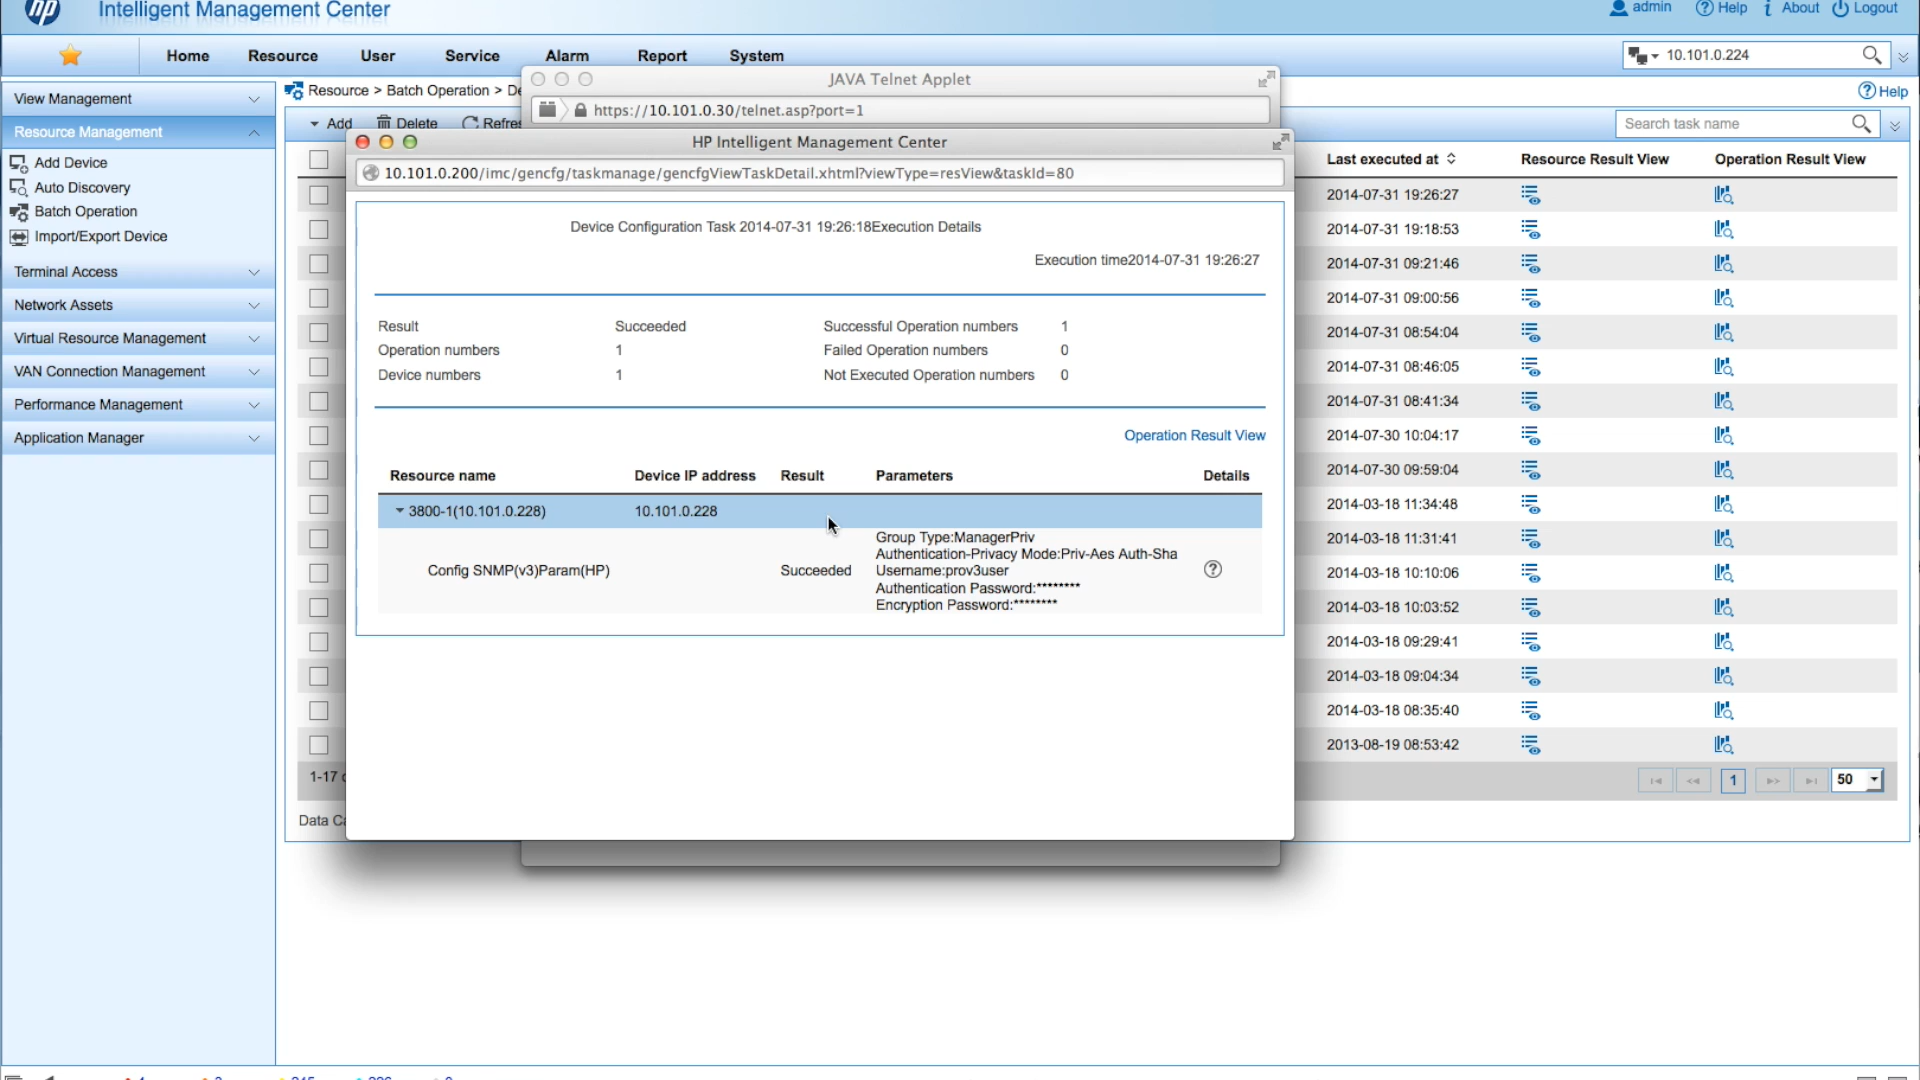 hp Intelligent Management Center
admin Help About Logout
Home Resource User Service Alarm Report System
10.101.0.224
View Management
Resource Management
Add Device
Auto Discovery
Batch Operation
Import/Export Device
Terminal Access
Network Assets
Virtual Resource Management
VAN Connection Management
Performance Management
Application Manager
Resource > Batch Operation >
Help
Add Delete
Search task name
JAVA Telnet Applet
https://10.101.0.30/telnet.asp?port=1
HP Intelligent Management Center
10.101.0.200/imc/gencfg/taskmanage/gencfgViewTaskDetail.xhtml?viewType=resView&taskId=80
Device Configuration Task 2014-07-31 19:26:18Execution Details
Execution time2014-07-31 19:26:27
Result Succeeded Successful Operation numbers 1
Operation numbers 1 Failed Operation numbers 0
Device numbers 1 Not Executed Operation numbers 0
Operation Result View
Resource name Device IP address Result Parameters Details
3800-1(10.101.0.228) 10.101.0.228
Config SNMP(v3)Param(HP) Succeeded
Group Type:ManagerPriv
Authentication-Privacy Mode:Priv-Aes Auth-Sha
Username:prov3user
Authentication Password:********
Encryption Password:********
Last executed at Resource Result View Operation Result View
2014-07-31 19:26:27
2014-07-31 19:18:53
2014-07-31 09:21:46
2014-07-31 09:00:56
2014-07-31 08:54:04
2014-07-31 08:46:05
2014-07-31 08:41:34
2014-07-30 10:04:17
2014-07-30 09:59:04
2014-03-18 11:34:48
2014-03-18 11:31:41
2014-03-18 10:10:06
2014-03-18 10:03:52
2014-03-18 09:29:41
2014-03-18 09:04:34
2014-03-18 08:35:40
2013-08-19 08:53:42
1-17
1 50
Data